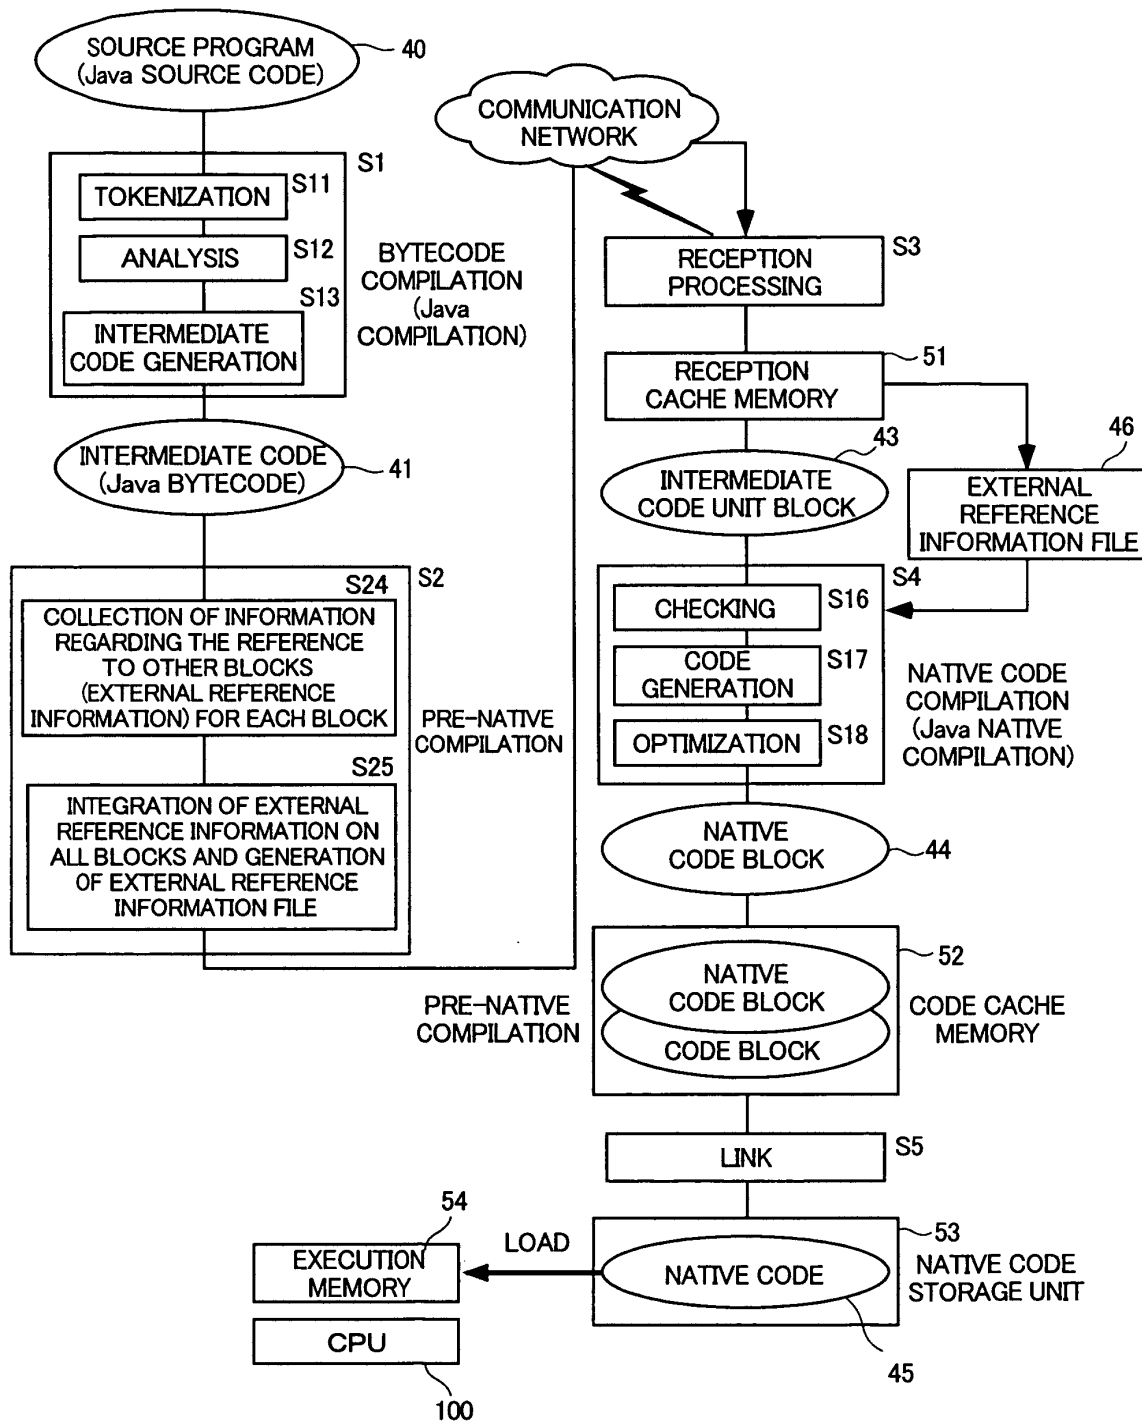 SOURCE PROGRAM
(Java SOURCE CODE)
40
S1
TOKENIZATION
S11
ANALYSIS
S12
S13
INTERMEDIATE
CODE GENERATION
BYTECODE
COMPILATION
(Java
COMPILATION)
INTERMEDIATE CODE
(Java BYTECODE)
41
S2
S24
COLLECTION OF INFORMATION
REGARDING THE REFERENCE
TO OTHER BLOCKS
(EXTERNAL REFERENCE
INFORMATION) FOR EACH BLOCK
PRE-NATIVE
COMPILATION
S25
INTEGRATION OF EXTERNAL
REFERENCE INFORMATION ON
ALL BLOCKS AND GENERATION
OF EXTERNAL REFERENCE
INFORMATION FILE
COMMUNICATION
NETWORK
S3
RECEPTION
PROCESSING
51
RECEPTION
CACHE MEMORY
43
INTERMEDIATE
CODE UNIT BLOCK
46
EXTERNAL
REFERENCE
INFORMATION FILE
S4
CHECKING
S16
CODE
GENERATION
S17
OPTIMIZATION
S18
NATIVE CODE
COMPILATION
(Java NATIVE
COMPILATION)
NATIVE
CODE BLOCK
44
52
NATIVE
CODE BLOCK
CODE BLOCK
PRE-NATIVE
COMPILATION
CODE CACHE
MEMORY
LINK
S5
53
NATIVE CODE
NATIVE CODE
STORAGE UNIT
45
LOAD
54
EXECUTION
MEMORY
CPU
100